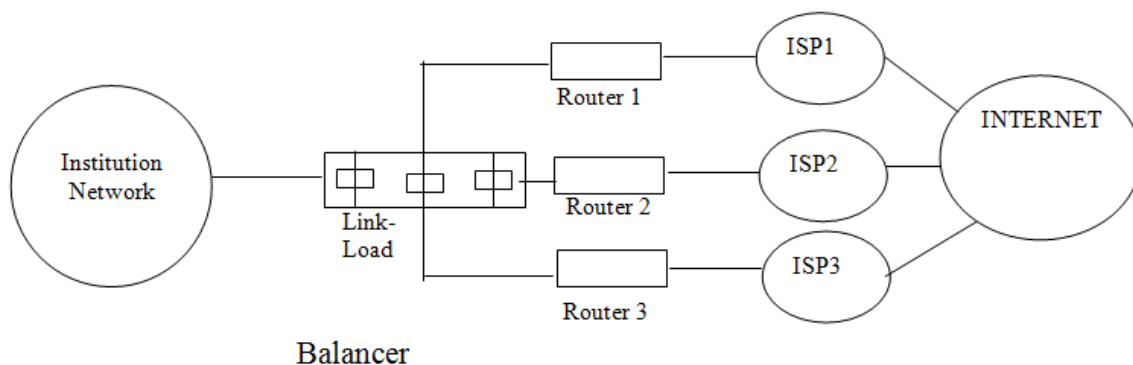 Institution
Network
Link-
Load
Balancer
Router 1
Router 2
Router 3
ISP1
ISP2
ISP3
INTERNET